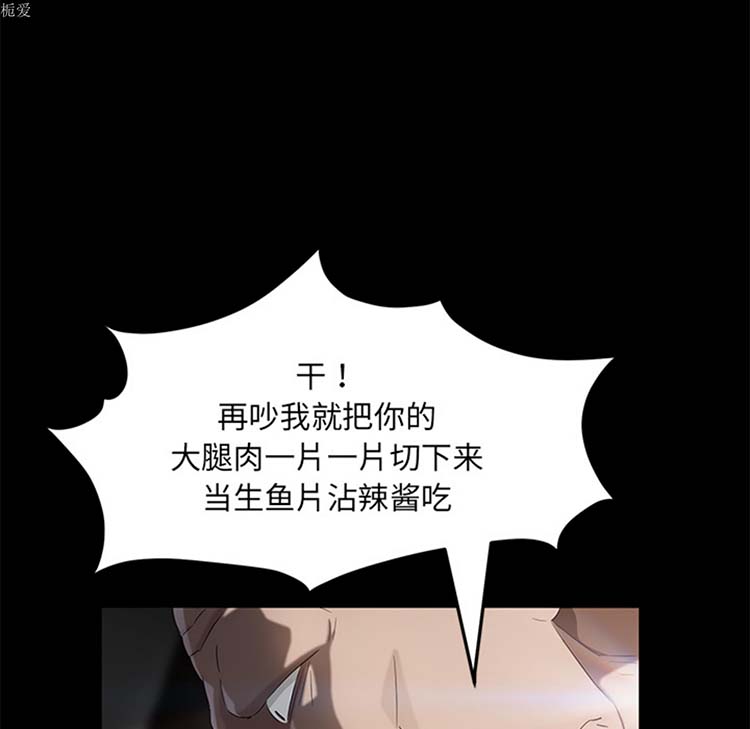 栀爱
干！
再吵我就把你的
大腿肉一片一片切下来
当生鱼片沾辣酱吃